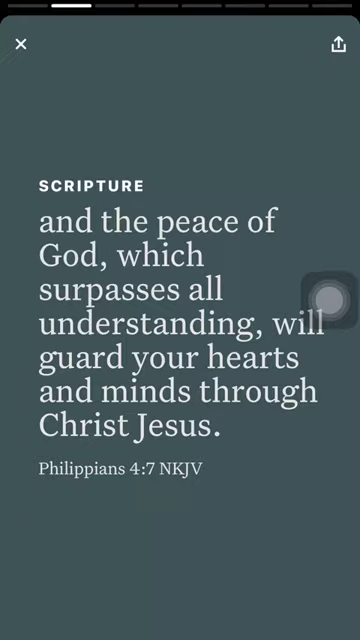 SCRIPTURE
and the peace of
God, which
surpasses all
understanding, will
guard your hearts
and minds through
Christ Jesus.
Philippians 4:7 NKJV